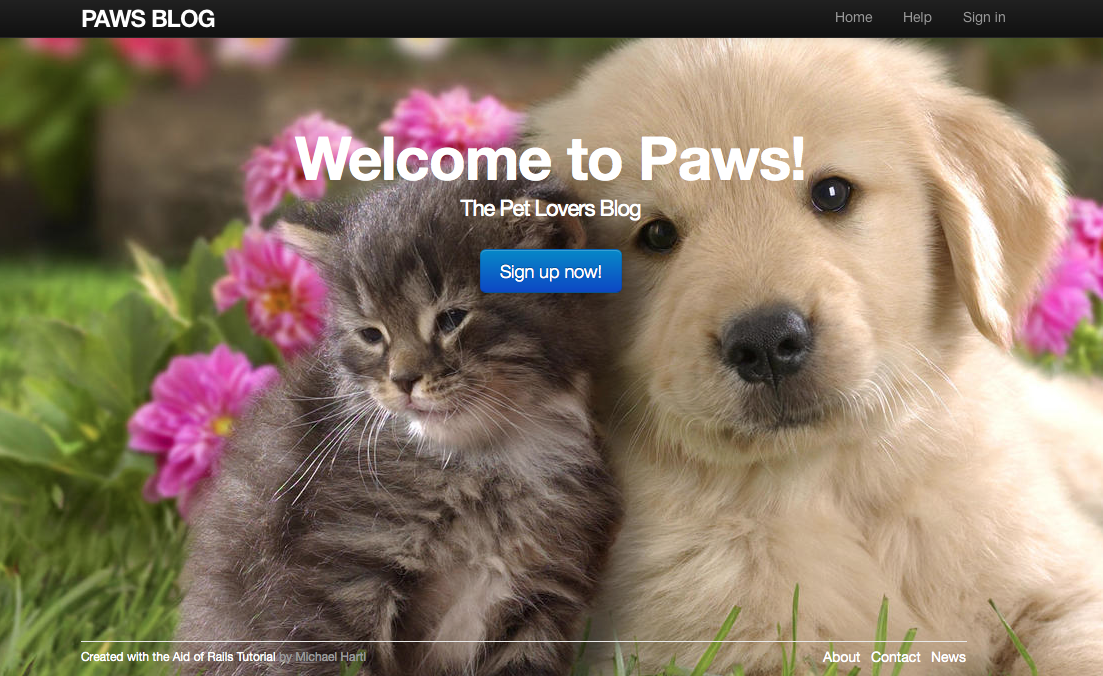 PAWS BLOG
Home Help Sign in
Welcome to Paws!
The Pet Lovers Blog
Sign up now!
Created with the Aid of Rails Tutorial by Michael Hartl
About Contact News